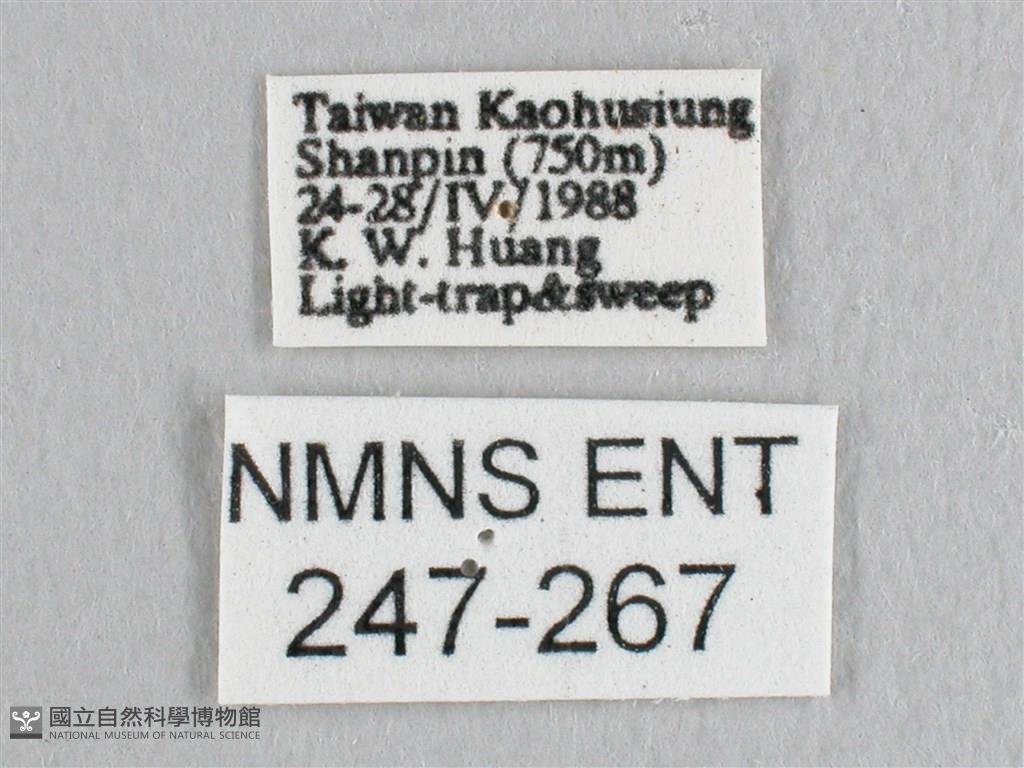 Taiwan Kaohusiung
Shanpin (750m)
24-28/IV/1988
K. W. Huang
Light-trap&sweep
NMNS ENT
247-267
國立自然科學博物館
NATIONAL MUSEUM OF NATURAL SCIENCE